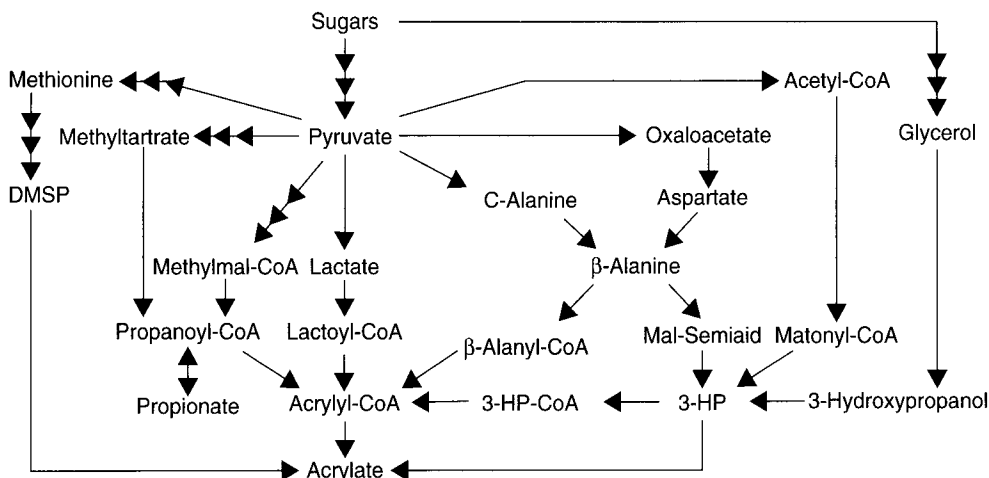 Sugars
Methionine
Acetyl-CoA
Methyltartrate
Pyruvate
Oxaloacetate
Glycerol
DMSP
C-Alanine
Aspartate
Methylmal-CoA
Lactate
β-Alanine
Propanoyl-CoA
Lactoyl-CoA
β-Alanyl-CoA
Mal-Semiaid
Matonyl-CoA
Propionate
Acrylyl-CoA
3-HP-CoA
3-HP
3-Hydroxypropanol
Acrylate